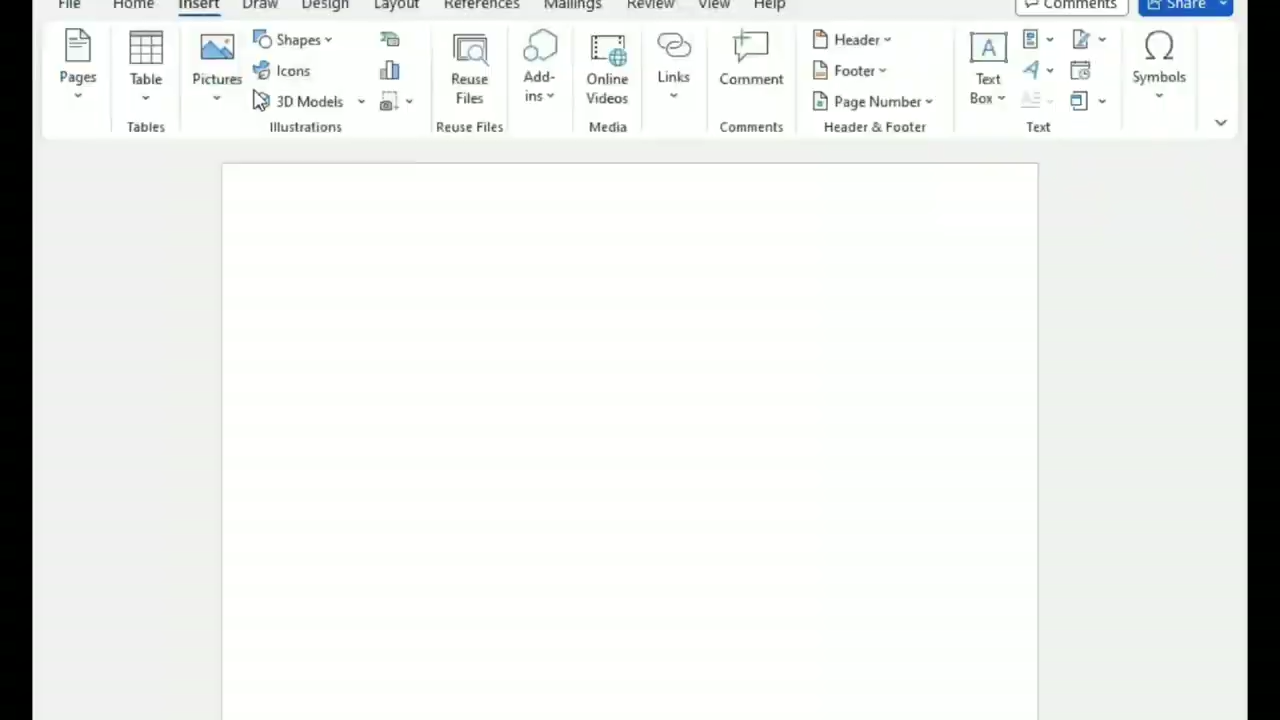 File Home Insert Draw Design Layout References Mailings Review View Help Comments Share
Pages
Table
Tables
Pictures
Shapes
Icons
3D Models
Illustrations
Reuse
Files
Reuse Files
Add-
ins
Online
Videos
Media
Links
Comment
Comments
Header
Footer
Page Number
Header & Footer
Text
Box
Text
Symbols